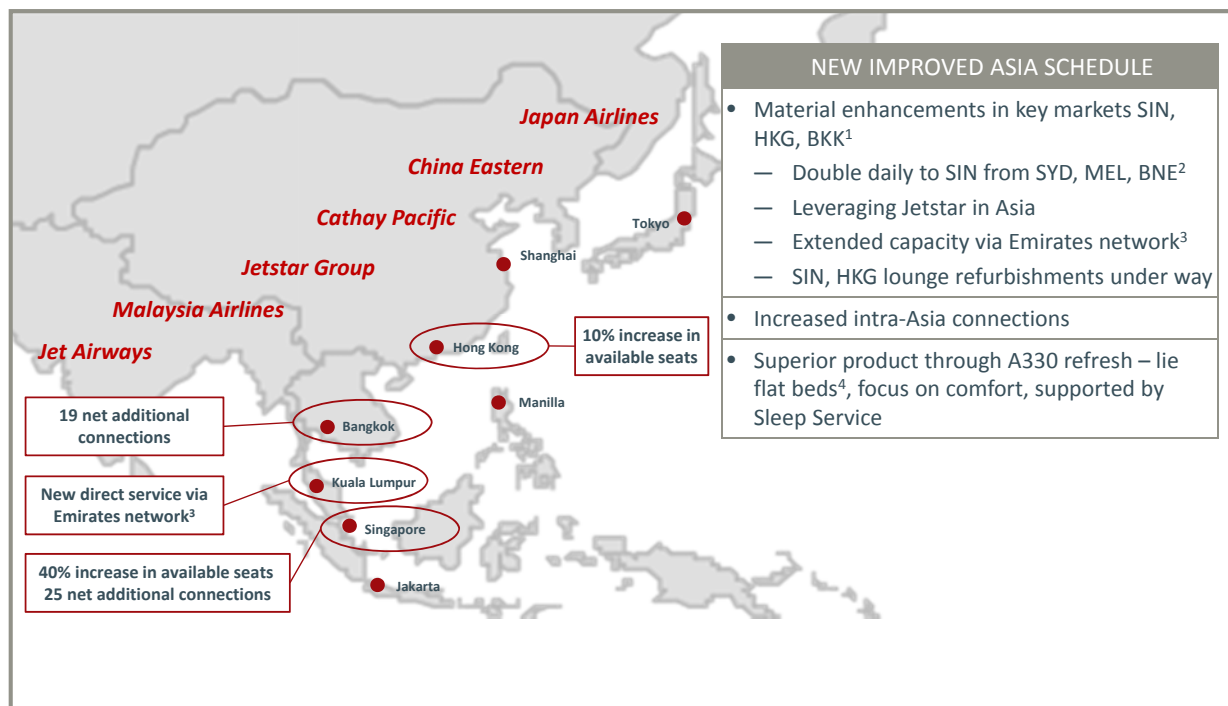 Japan Airlines
China Eastern
Cathay Pacific
Jetstar Group
Malaysia Airlines
Jet Airways
Tokyo
Shanghai
Hong Kong
10% increase in
available seats
Manilla
19 net additional
connections
Bangkok
New direct service via
Emirates network³
Kuala Lumpur
Singapore
40% increase in available seats
25 net additional connections
Jakarta
NEW IMPROVED ASIA SCHEDULE
• Material enhancements in key markets SIN,
HKG, BKK¹
— Double daily to SIN from SYD, MEL, BNE²
— Leveraging Jetstar in Asia
— Extended capacity via Emirates network³
— SIN, HKG lounge refurbishments under way
• Increased intra-Asia connections
• Superior product through A330 refresh – lie
flat beds⁴, focus on comfort, supported by
Sleep Service